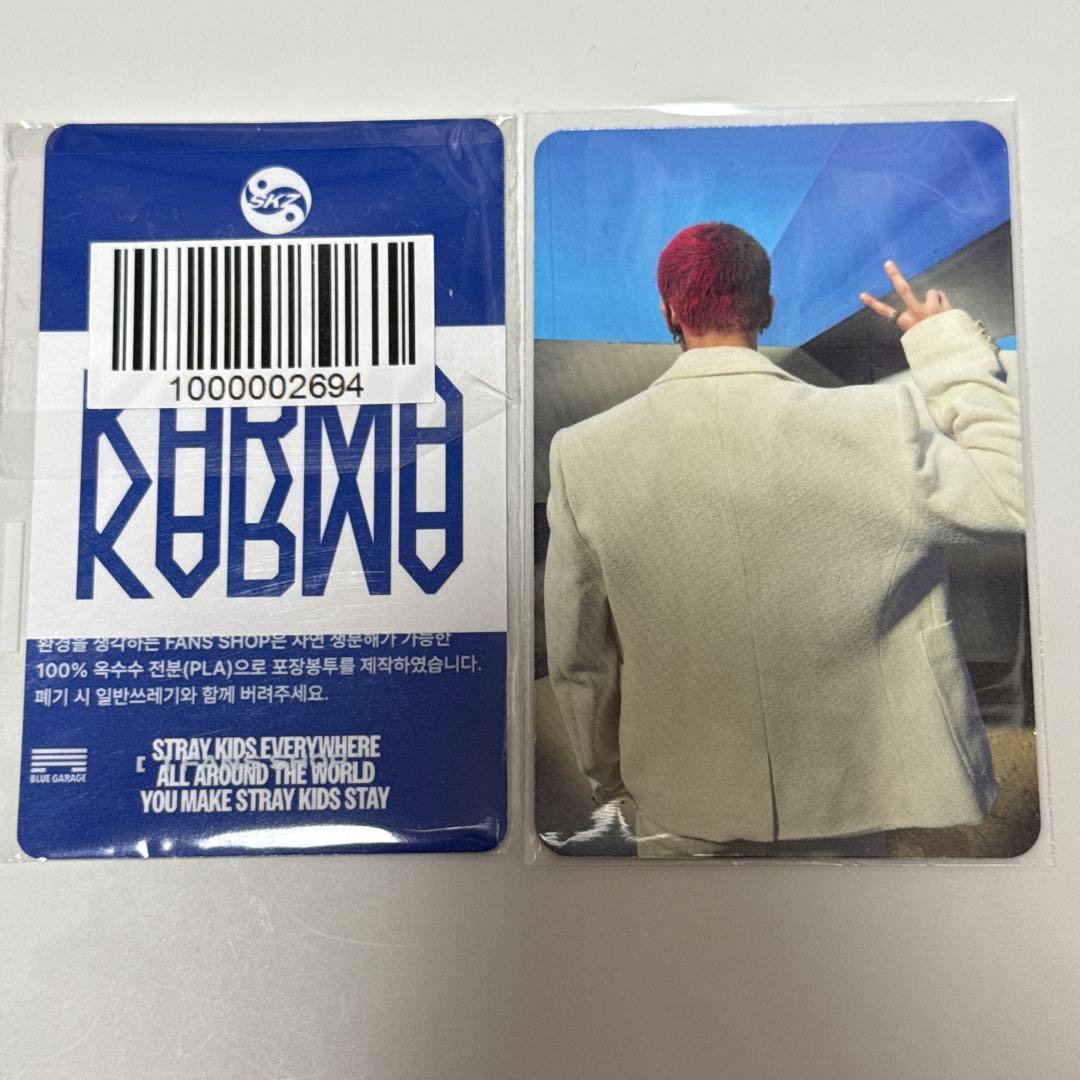 SKZ
1000002694
KARMA
환경을 생각하는 FANS SHOP은 자연 생분해가 가능한
100% 옥수수 전분(PLA)으로 포장봉투를 제작하였습니다.
폐기 시 일반쓰레기와 함께 버려주세요.
BLUE GARAGE
STRAY KIDS EVERYWHERE
ALL AROUND THE WORLD
YOU MAKE STRAY KIDS STAY